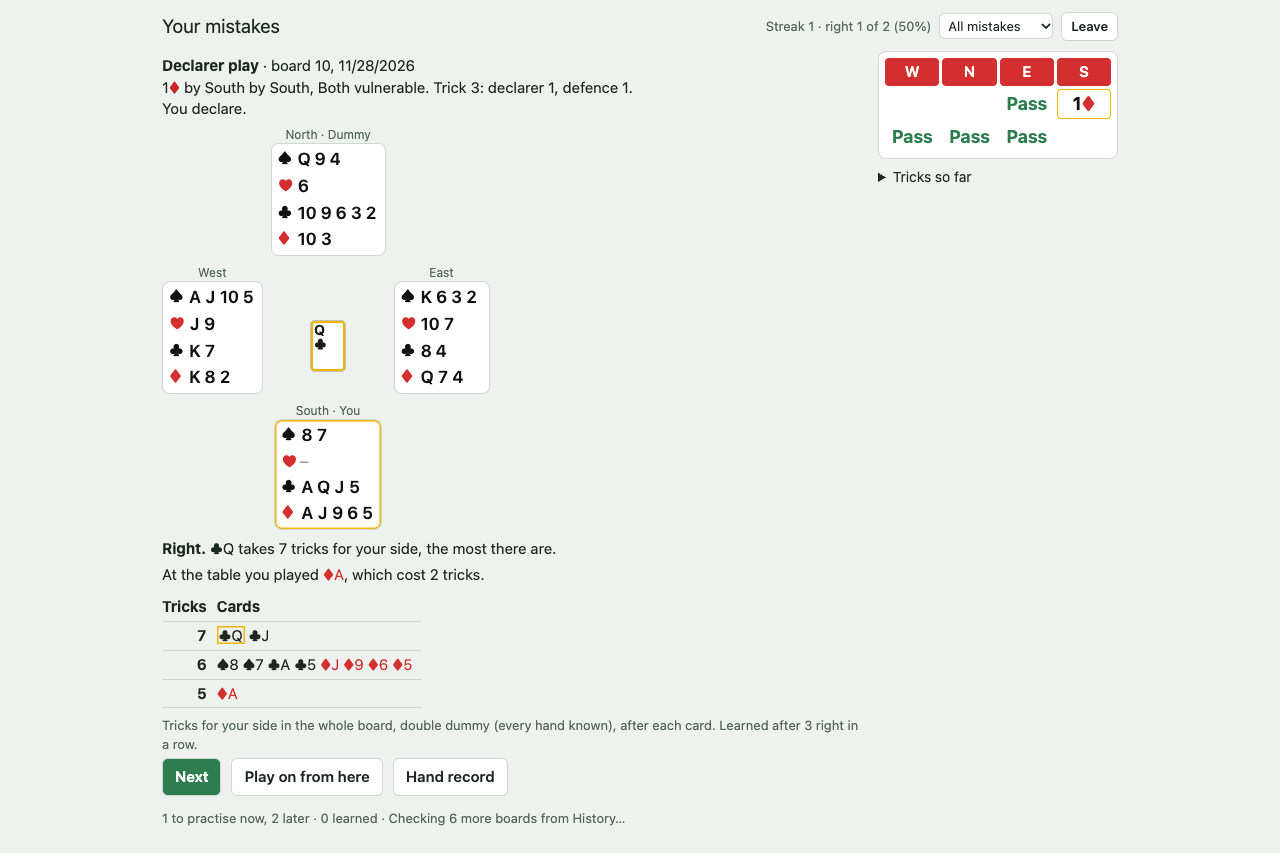 Your mistakes
Streak 1 · right 1 of 2 (50%)
All mistakes
Leave
Declarer play · board 10, 11/28/2026
1♦ by South by South, Both vulnerable. Trick 3: declarer 1, defence 1.
You declare.
W N E S
Pass 1♦
Pass Pass Pass
▶ Tricks so far
North · Dummy
♠ Q 9 4
♥ 6
♣ 10 9 6 3 2
♦ 10 3
West
♠ A J 10 5
♥ J 9
♣ K 7
♦ K 8 2
Q
♣
East
♠ K 6 3 2
♥ 10 7
♣ 8 4
♦ Q 7 4
South · You
♠ 8 7
♥ –
♣ A Q J 5
♦ A J 9 6 5
Right. ♣Q takes 7 tricks for your side, the most there are.
At the table you played ♦A, which cost 2 tricks.
Tricks Cards
7 ♣Q ♣J
6 ♠8 ♠7 ♣A ♣5 ♦J ♦9 ♦6 ♦5
5 ♦A
Tricks for your side in the whole board, double dummy (every hand known), after each card. Learned after 3 right in
a row.
Next
Play on from here
Hand record
1 to practise now, 2 later · 0 learned · Checking 6 more boards from History…